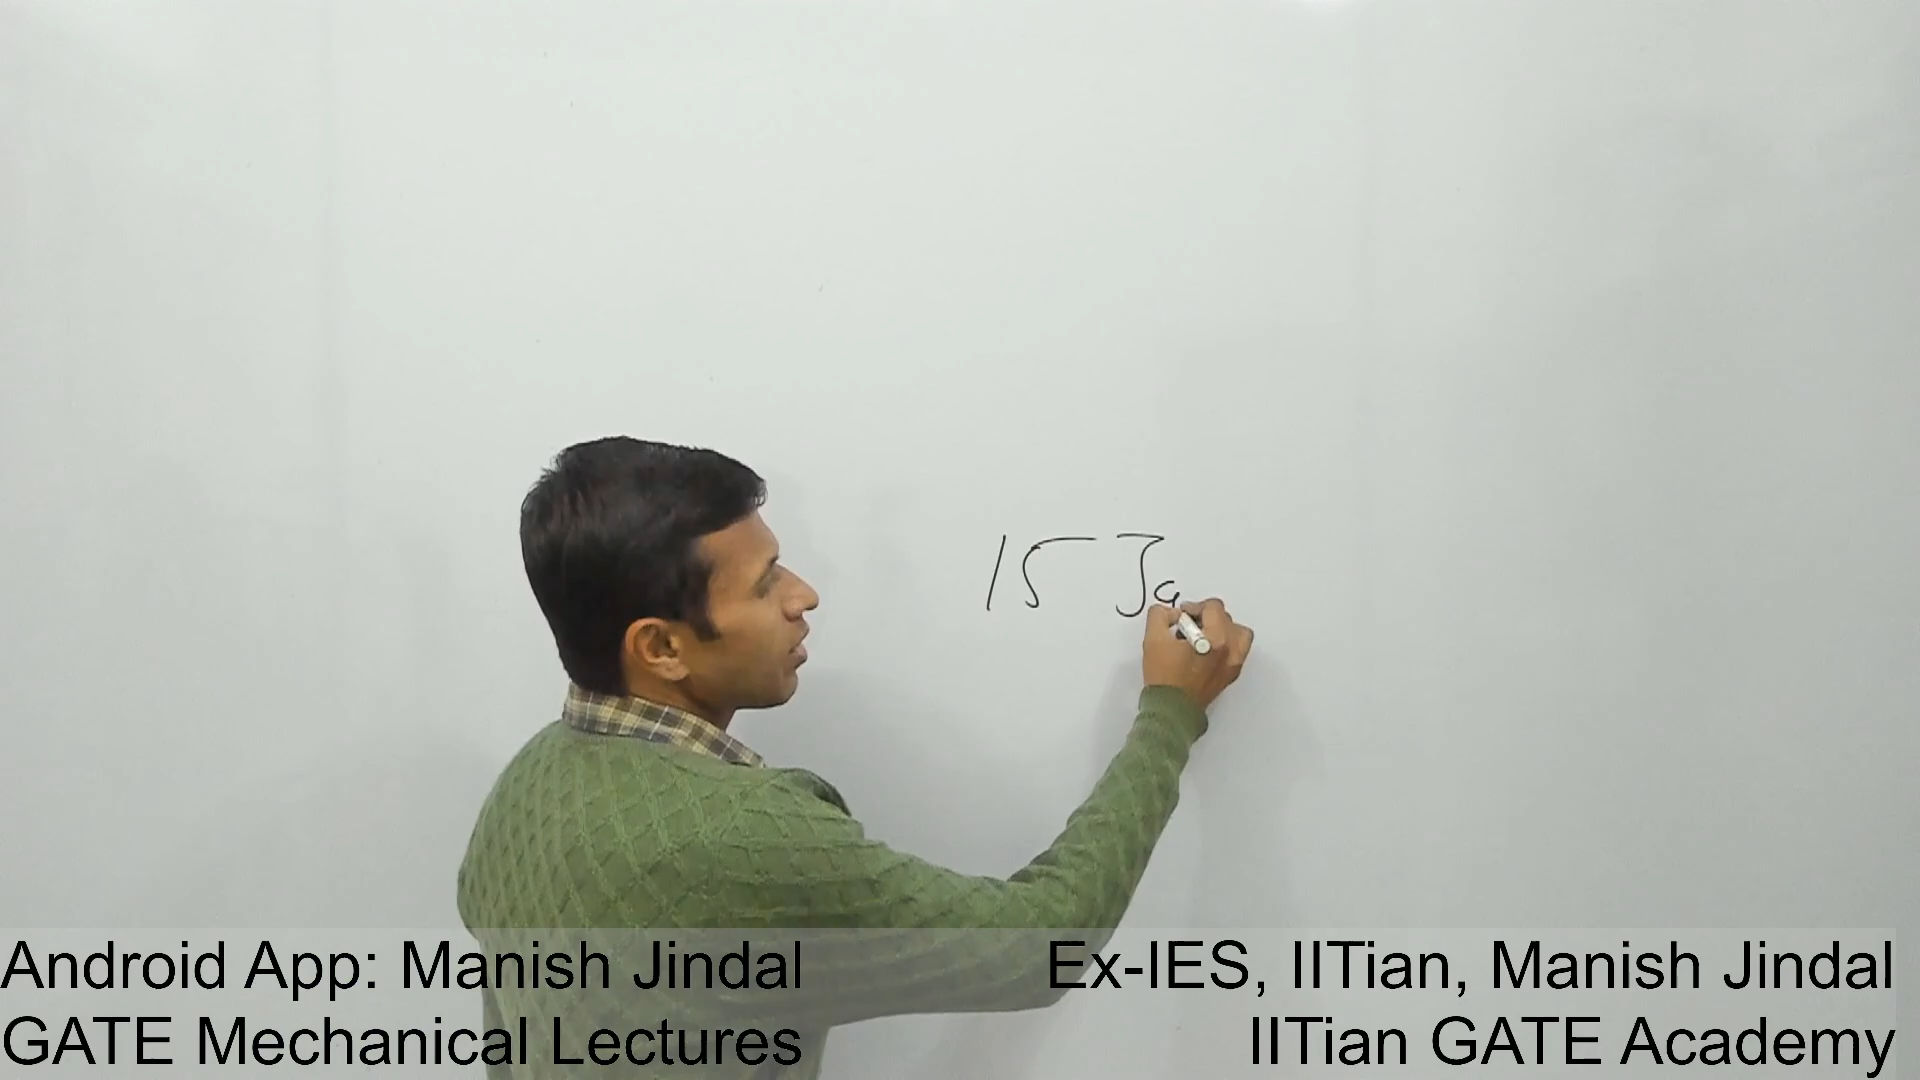 15 Ja
Android App: Manish Jindal
GATE Mechanical Lectures
Ex-IES, IITian, Manish Jindal
IITian GATE Academy